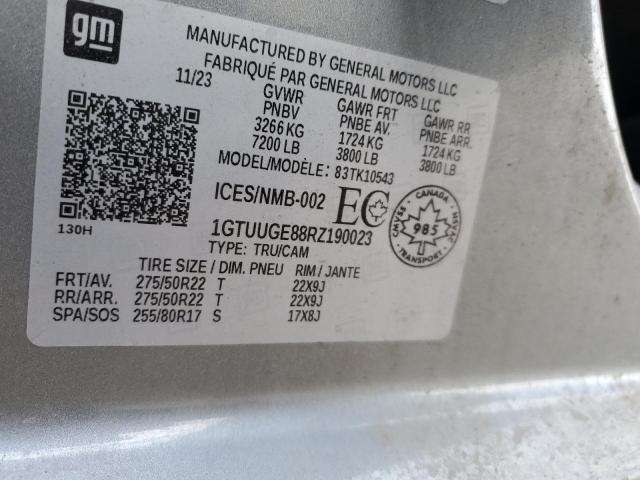 gm
MANUFACTURED BY GENERAL MOTORS LLC
FABRIQUÉ PAR GENERAL MOTORS LLC
11/23 GVWR GAWR FRT GAWR RR
PNBV PNBE AV. PNBE ARR.
3266 KG 1724 KG 1724 KG
7200 LB 3800 LB 3800 LB
MODEL/MODÈLE: 83TK10543
ICES/NMB-002 EC
CANADA
CMVSS 985 NSVAC
130H 1GTUUGE88RZ190023
TYPE: TRU/CAM
TIRE SIZE / DIM. PNEU RIM / JANTE
FRT/AV. 275/50R22 T 22X9J
RR/ARR. 275/50R22 T 22X9J
SPA/SOS 255/80R17 S 17X8J